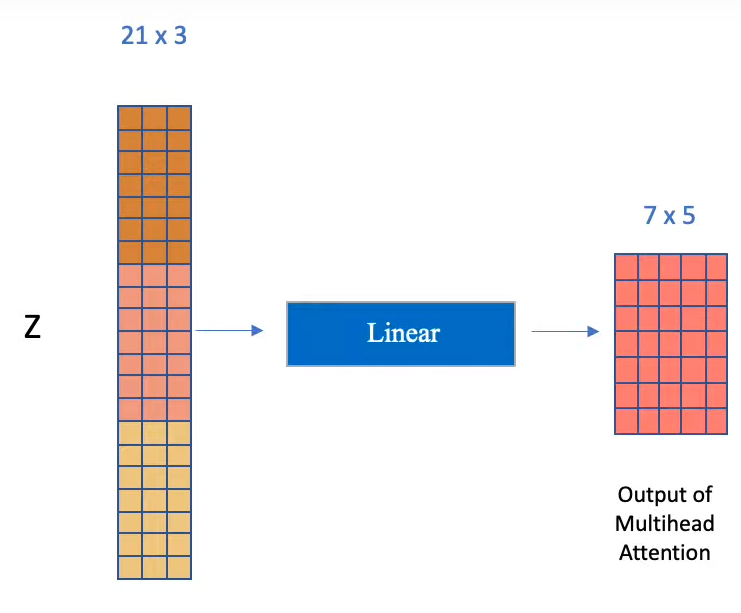 21 x 3
7 x 5
Z
Linear
Output of
Multihead
Attention